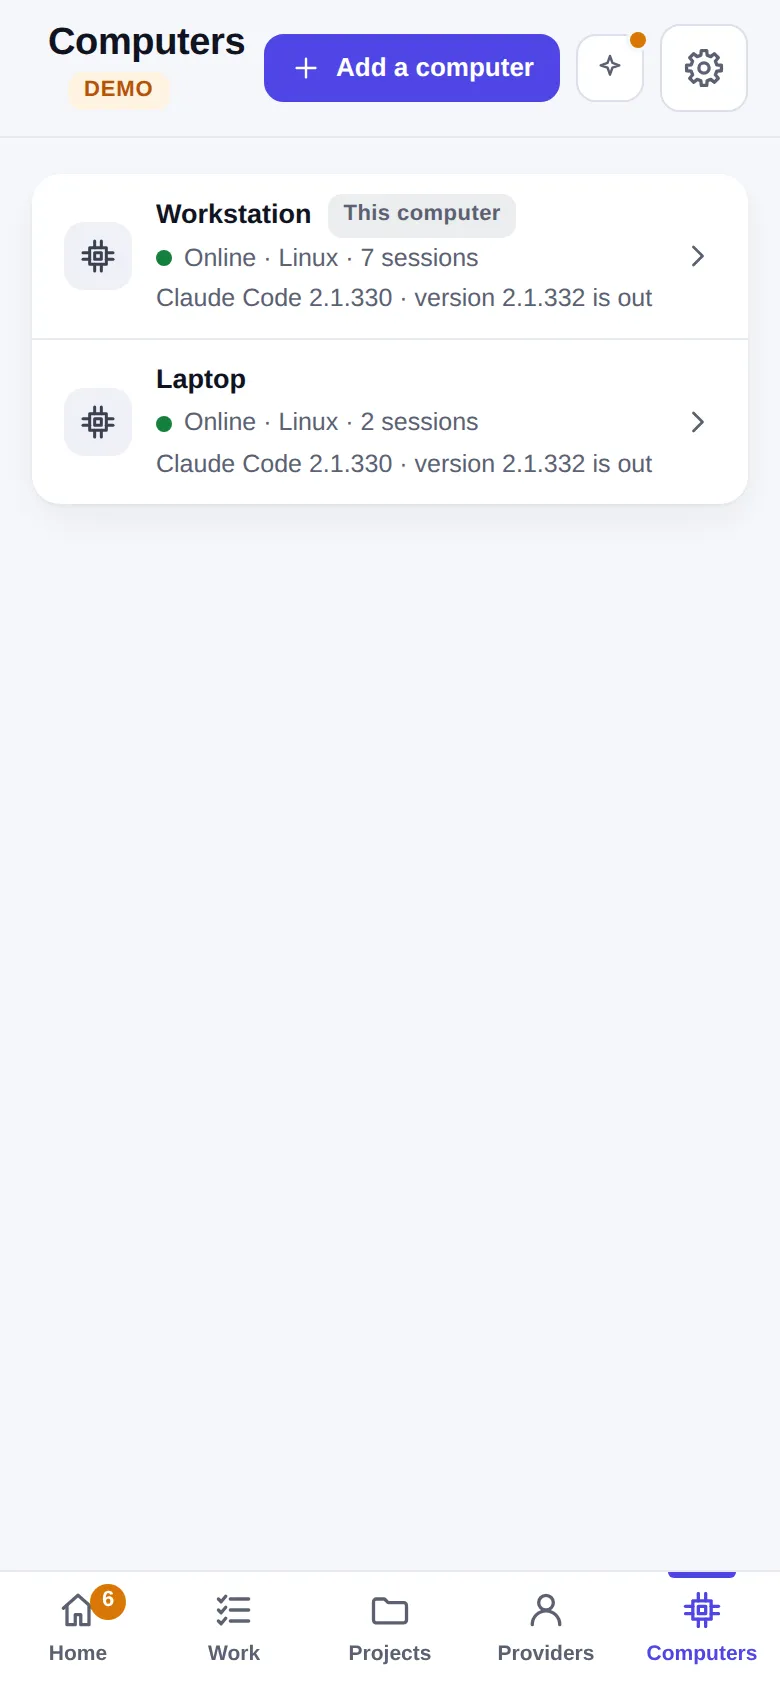 Computers
DEMO
Add a computer
Workstation This computer
Online · Linux · 7 sessions
Claude Code 2.1.330 · version 2.1.332 is out
Laptop
Online · Linux · 2 sessions
Claude Code 2.1.330 · version 2.1.332 is out
6
Home Work Projects Providers Computers